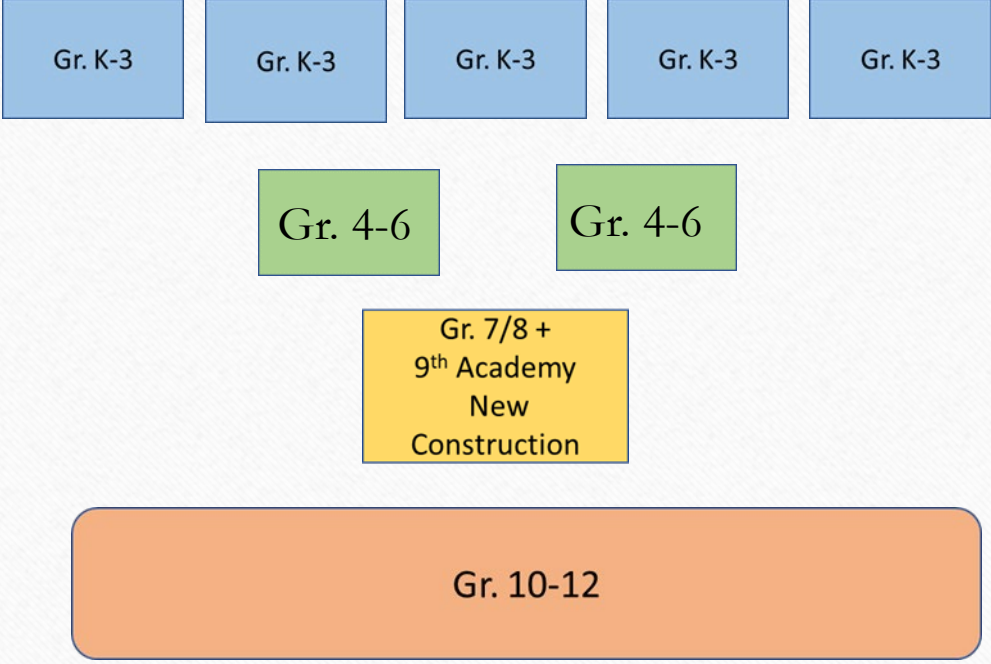 Gr. K-3
Gr. K-3
Gr. K-3
Gr. K-3
Gr. K-3
Gr. 4-6
Gr. 4-6
Gr. 7/8 +
9th Academy
New
Construction
Gr. 10-12